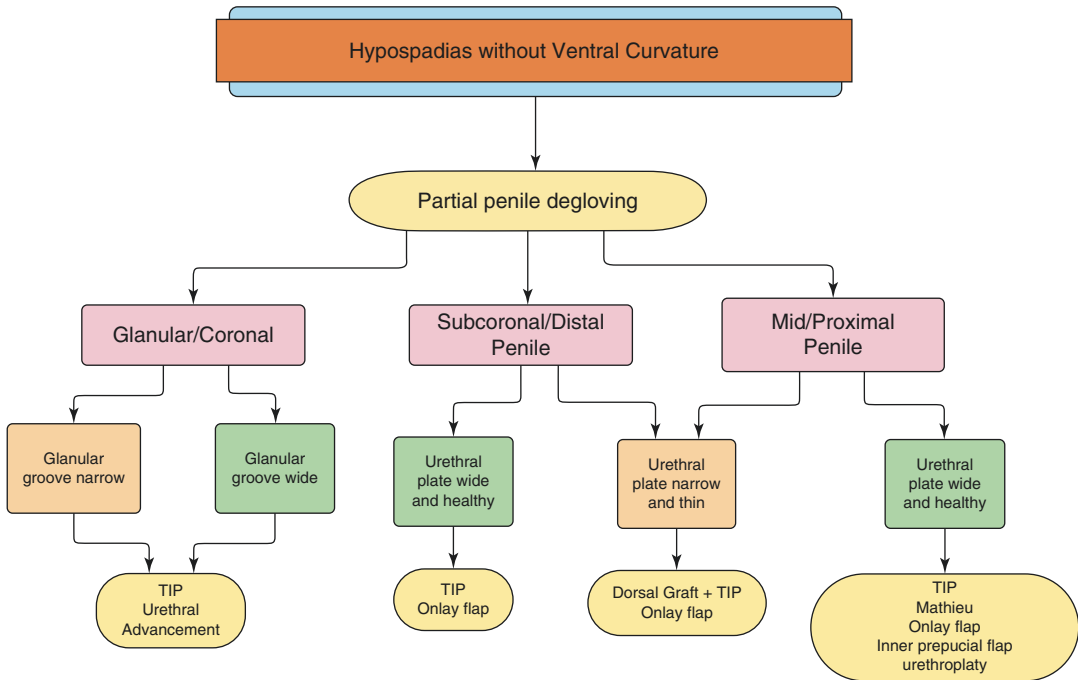 Hypospadias without Ventral Curvature
Partial penile degloving
Glanular/Coronal
Subcoronal/Distal
Penile
Mid/Proximal
Penile
Glanular
groove narrow
Glanular
groove wide
Urethral
plate wide
and healthy
Urethral
plate narrow
and thin
Urethral
plate wide
and healthy
TIP
Urethral
Advancement
TIP
Onlay flap
Dorsal Graft + TIP
Onlay flap
TIP
Mathieu
Onlay flap
Inner prepucial flap
urethroplaty